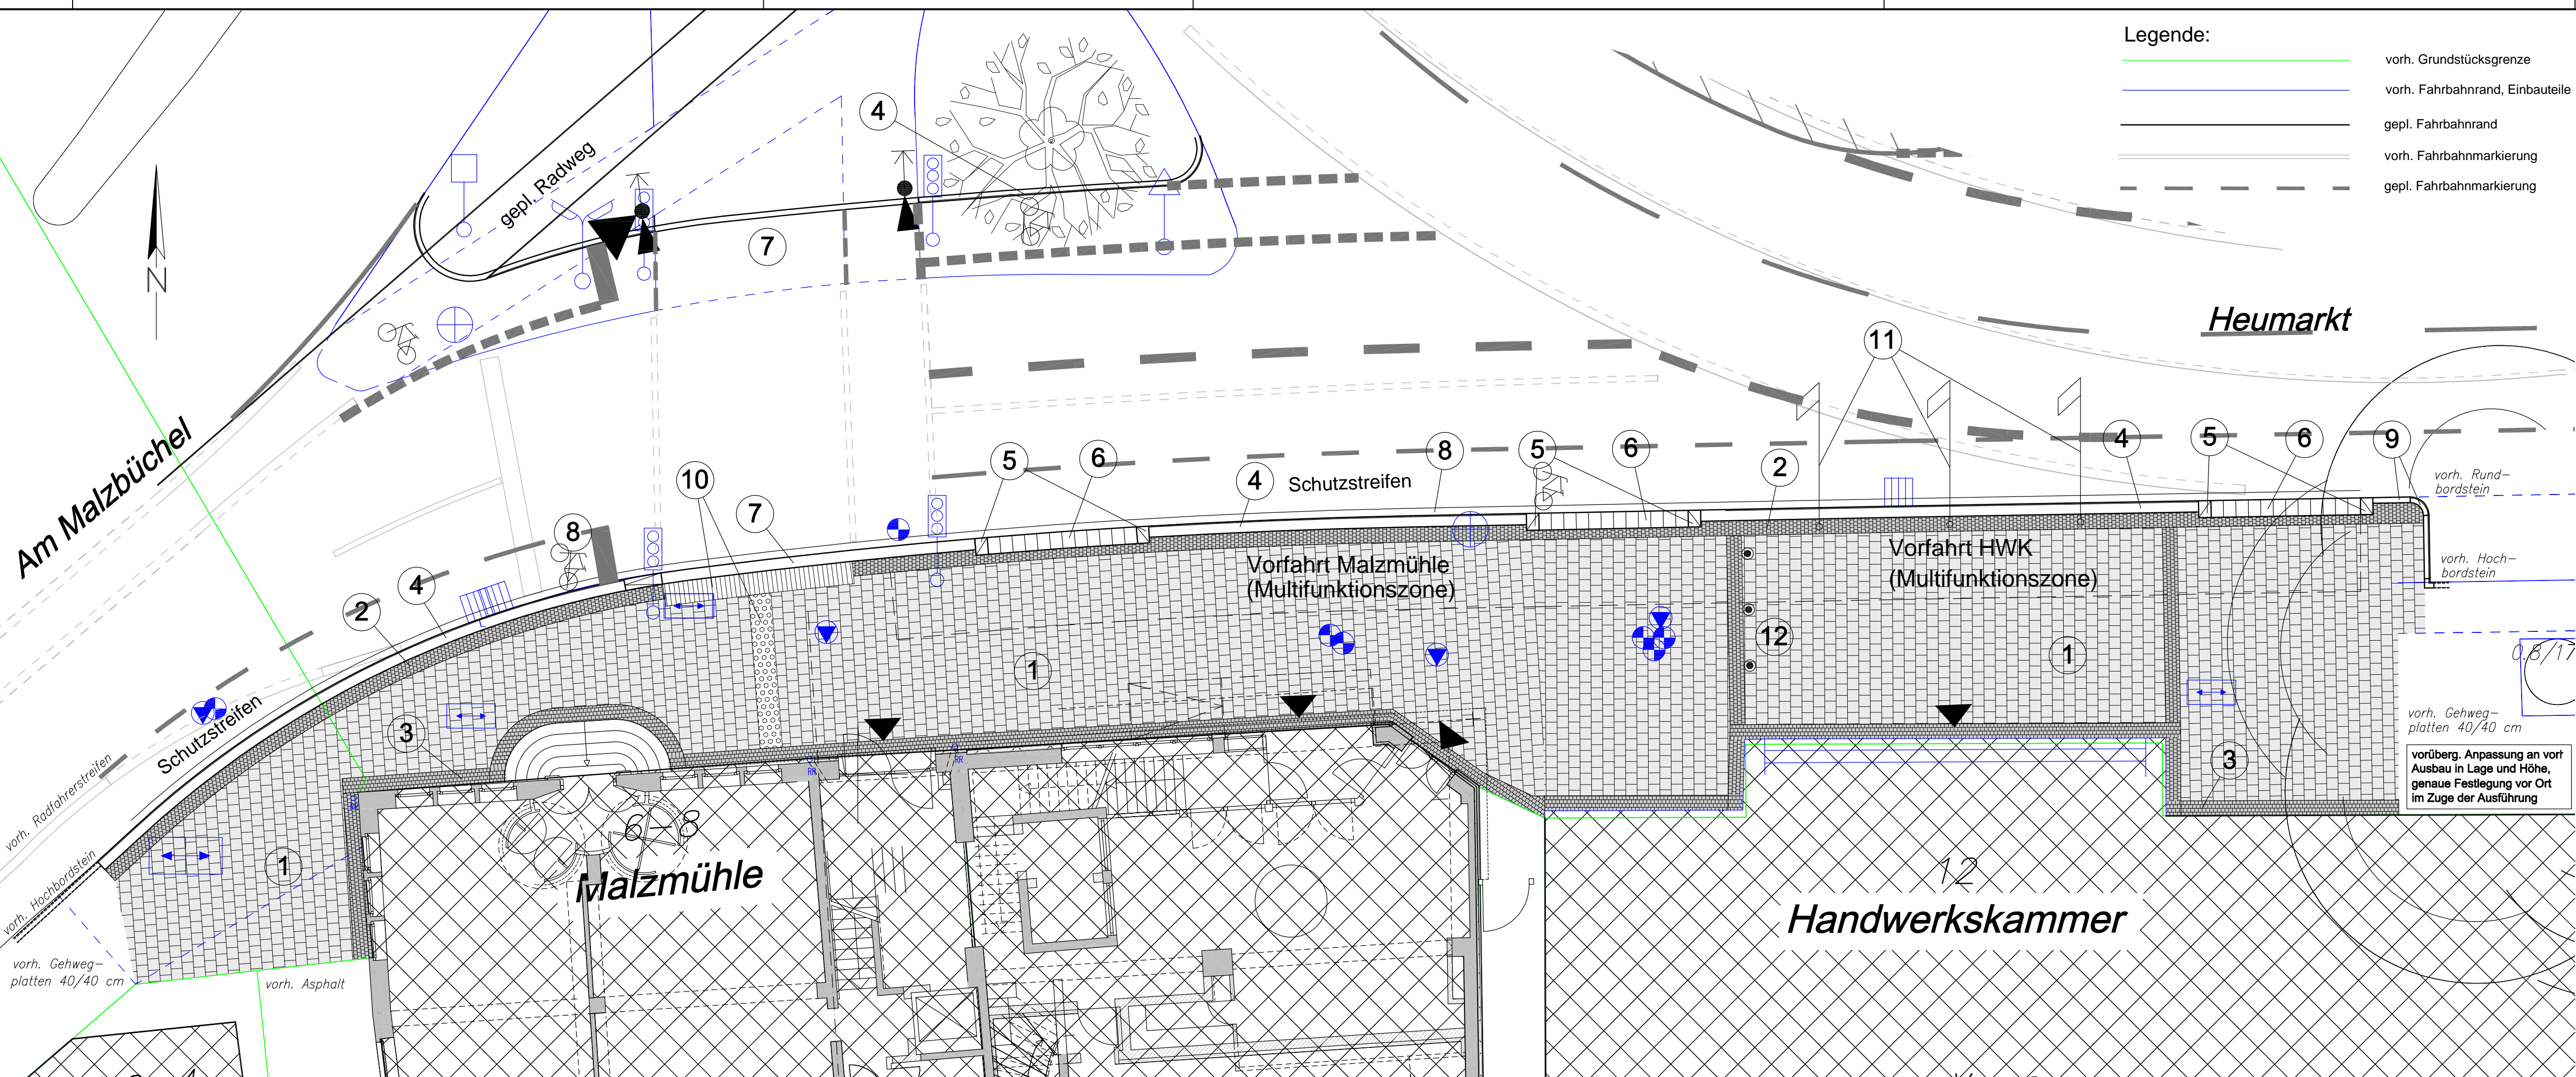 Legende:
vorh. Grundstücksgrenze
vorh. Fahrbahnrand, Einbauteile
gepl. Fahrbahnrand
vorh. Fahrbahnmarkierung
gepl. Fahrbahnmarkierung
4
gepl. Radweg
7
N
Heumarkt
11
Am Malzbüchel
10
7
5
6
4
Schutzstreifen
8
5
6
2
4
5
6
9
vorh. Rund-
bordstein
8
4
2
Vorfahrt Malzmühle
(Multifunktionszone)
Vorfahrt HWK
(Multifunktionszone)
vorh. Hoch-
bordstein
12
1
1
0.8/17
Schutzstreifen
3
vorh. Gehweg-
platten 40/40 cm
3
vorüberg. Anpassung an vorh
Ausbau in Lage und Höhe,
genaue Festlegung vor Ort
im Zuge der Ausführung
RR
RR
vorh. Radfahrerstreifen
1
6-8
Malzmühle
12
Handwerkskammer
vorh. Hochbordstein
vorh. Gehweg-
platten 40/40 cm
vorh. Asphalt